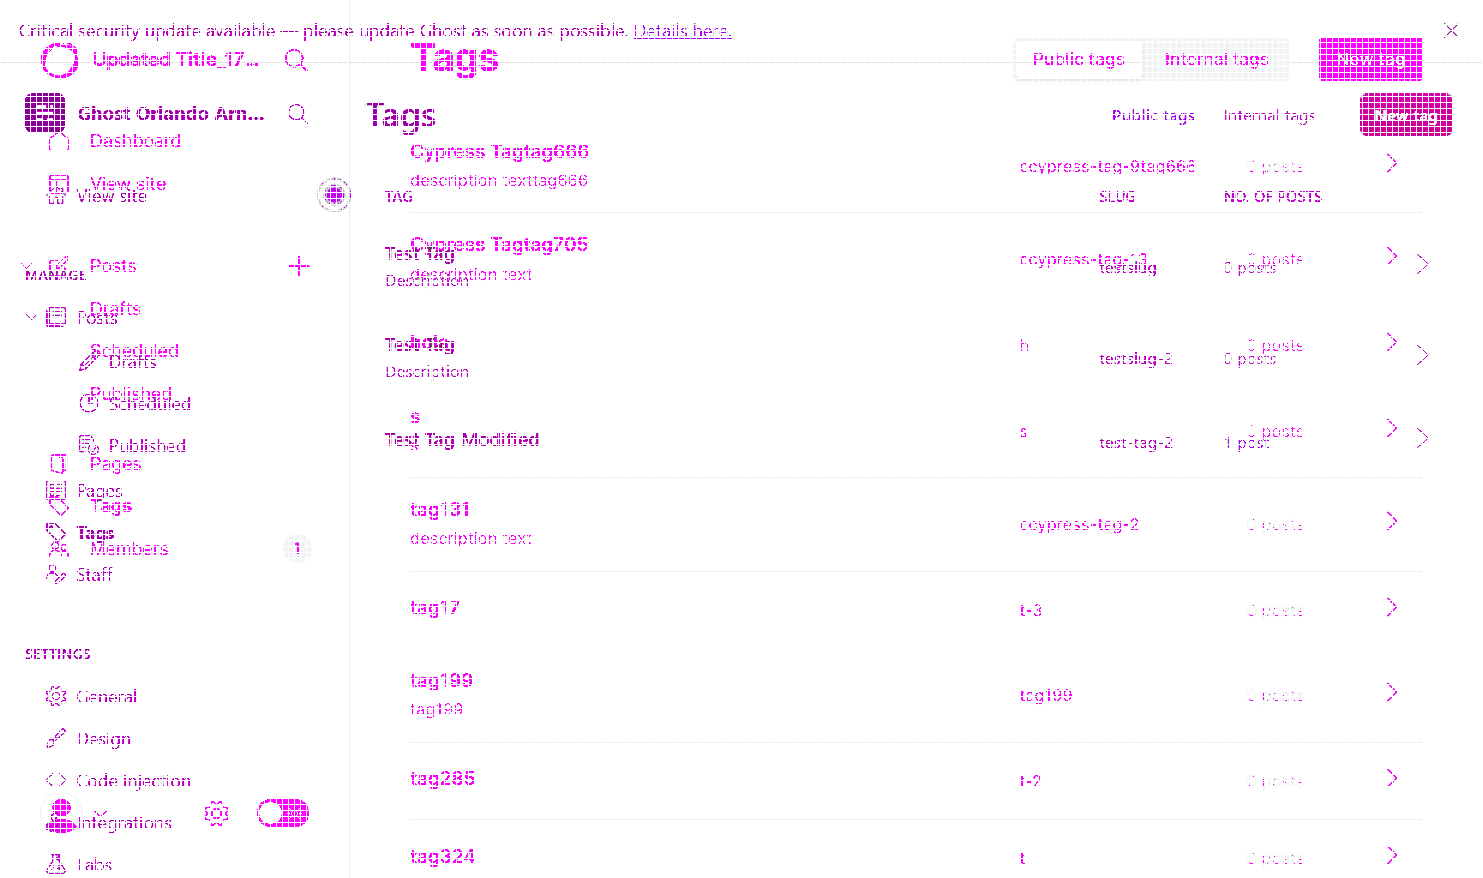 Critical security update available — please update Ghost as soon as possible. Details here.
Updated Title_17...
Tags
Public tags
Internal tags
New tag
Ghost Orlando Arn...
Tags
Public tags
Internal tags
New tag
Dashboard
Cypress Tagtag666
description texttag666
ccypress-tag-9tag666
0 posts
View site
View site
TAG
SLUG
NO. OF POSTS
Cypress Tagtag705
description text
ccypress-tag-13
0 posts
Test Tag
Description
testslug
0 posts
Posts
MANAGE
Drafts
Posts
Scheduled
Drafts
Test Tag
Description
h
0 posts
testslug-2
0 posts
Published
Scheduled
s
s
0 posts
Test Tag Modified
test-tag-2
1 post
Published
Pages
Pages
Tags
Tags
Members
1
Staff
tag131
description text
ccypress-tag-2
0 posts
tag17
t-3
0 posts
SETTINGS
tag199
tag199
tag199
0 posts
General
Design
tag285
t-2
0 posts
Code injection
Integrations
Labs
tag324
t
0 posts